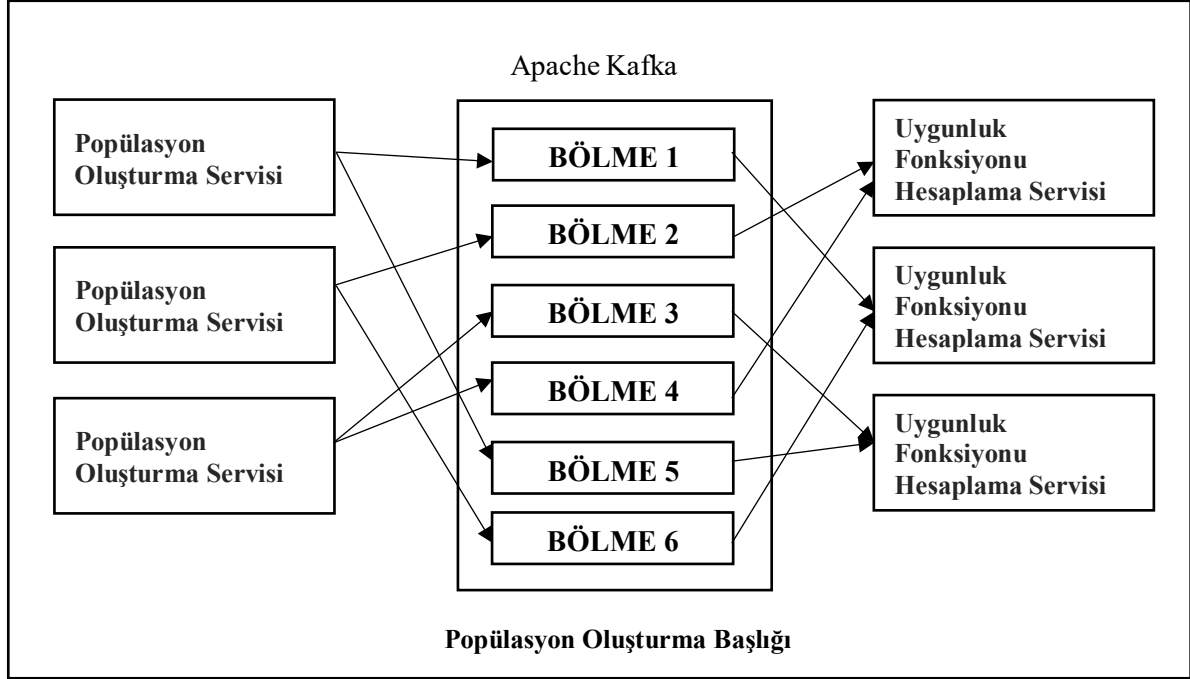 Apache Kafka
Popülasyon
Oluşturma Servisi
Popülasyon
Oluşturma Servisi
Popülasyon
Oluşturma Servisi
BÖLME 1
BÖLME 2
BÖLME 3
BÖLME 4
BÖLME 5
BÖLME 6
Uygunluk
Fonksiyonu
Hesaplama Servisi
Uygunluk
Fonksiyonu
Hesaplama Servisi
Uygunluk
Fonksiyonu
Hesaplama Servisi
Popülasyon Oluşturma Başlığı